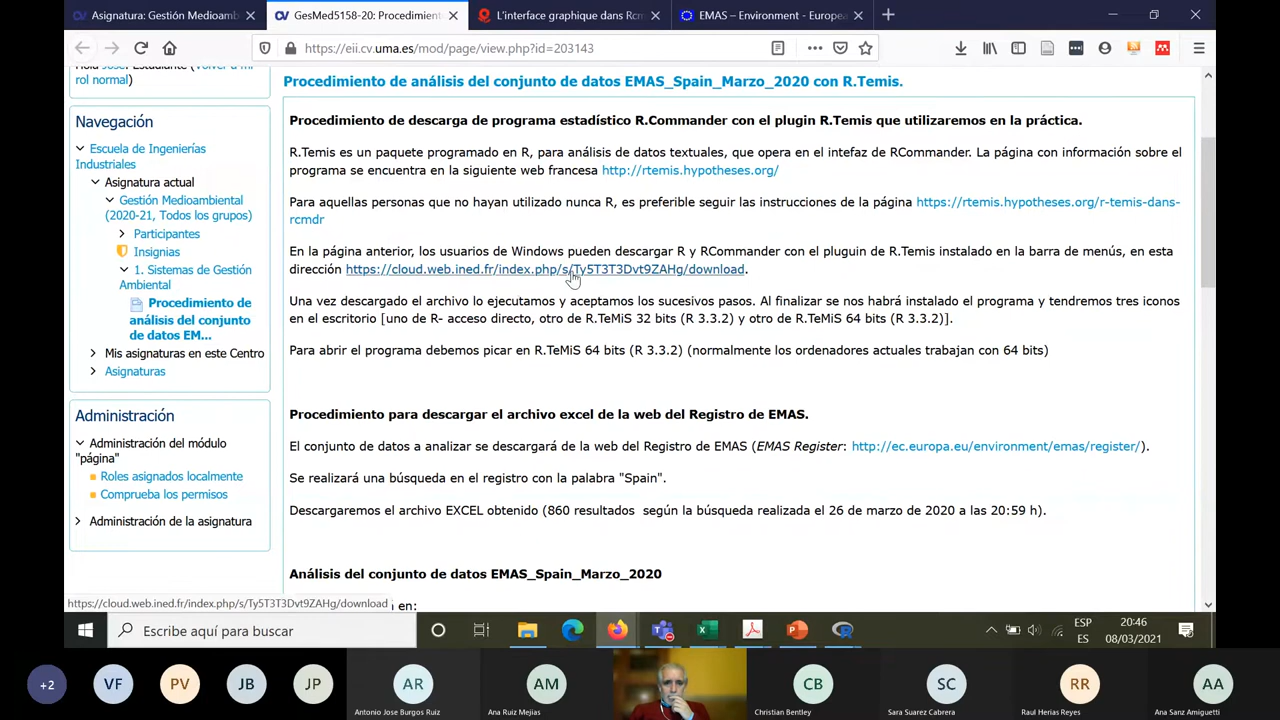 Asignatura: Gestión Medioamb
GesMed5158-20: Procedimient
L'interface graphique dans Rcm
EMAS – Environment - Europea
https://eii.cv.uma.es/mod/page/view.php?id=203143
rol normal)
Navegación
Escuela de Ingenierías
Industriales
Asignatura actual
Gestión Medioambiental
(2020-21, Todos los grupos)
Participantes
Insignias
1. Sistemas de Gestión
Ambiental
Procedimiento de
análisis del conjunto
de datos EM...
Mis asignaturas en este Centro
Asignaturas
Administración
Administración del módulo
"página"
Roles asignados localmente
Comprueba los permisos
Administración de la asignatura
Procedimiento de análisis del conjunto de datos EMAS_Spain_Marzo_2020 con R.Temis.
Procedimiento de descarga de programa estadístico R.Commander con el plugin R.Temis que utilizaremos en la práctica.
R.Temis es un paquete programado en R, para análisis de datos textuales, que opera en el intefaz de RCommander. La página con información sobre el
programa se encuentra en la siguiente web francesa http://rtemis.hypotheses.org/
Para aquellas personas que no hayan utilizado nunca R, es preferible seguir las instrucciones de la página https://rtemis.hypotheses.org/r-temis-dans-
rcmdr
En la página anterior, los usuarios de Windows pueden descargar R y RCommander con el pluguin de R.Temis instalado en la barra de menús, en esta
dirección https://cloud.web.ined.fr/index.php/s/Ty5T3T3Dvt9ZAHg/download.
Una vez descargado el archivo lo ejecutamos y aceptamos los sucesivos pasos. Al finalizar se nos habrá instalado el programa y tendremos tres iconos
en el escritorio [uno de R- acceso directo, otro de R.TeMiS 32 bits (R 3.3.2) y otro de R.TeMiS 64 bits (R 3.3.2)].
Para abrir el programa debemos picar en R.TeMiS 64 bits (R 3.3.2) (normalmente los ordenadores actuales trabajan con 64 bits)
Procedimiento para descargar el archivo excel de la web del Registro de EMAS.
El conjunto de datos a analizar se descargará de la web del Registro de EMAS (EMAS Register: http://ec.europa.eu/environment/emas/register/).
Se realizará una búsqueda en el registro con la palabra "Spain".
Descargaremos el archivo EXCEL obtenido (860 resultados según la búsqueda realizada el 26 de marzo de 2020 a las 20:59 h).
Análisis del conjunto de datos EMAS_Spain_Marzo_2020
en:
https://cloud.web.ined.fr/index.php/s/Ty5T3T3Dvt9ZAHg/download
Escribe aquí para buscar
ESP
ES
20:46
08/03/2021
+2
VF
PV
JB
JP
AR
Antonio Jose Burgos Ruiz
AM
Ana Ruiz Mejias
CB
Christian Bentley
SC
Sara Suarez Cabrera
RR
Raul Herias Reyes
AA
Ana Sanz Amiguetti